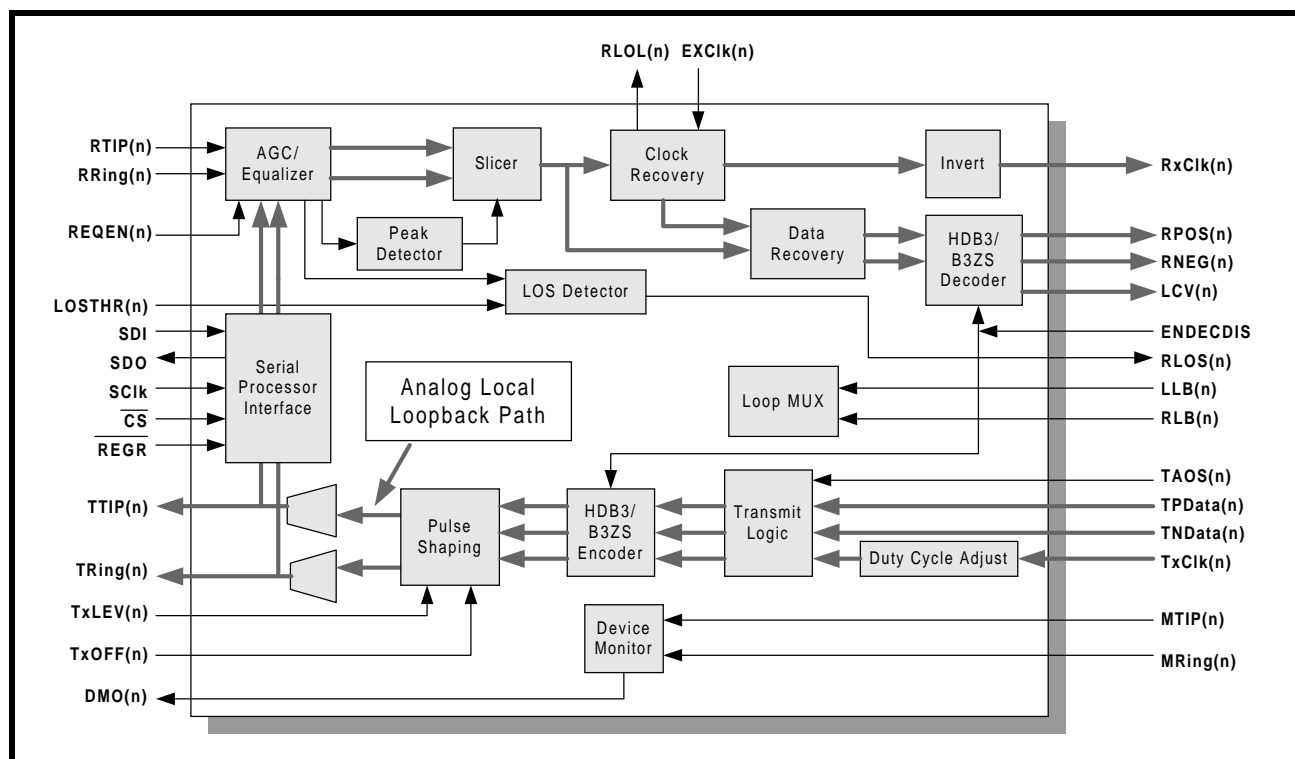 RLOL(n) EXClk(n)
RTIP(n)
RRing(n)
REQEN(n)
LOSTHR(n)
SDI
SDO
SClk
CS
REGR
TTIP(n)
TRing(n)
TxLEV(n)
TxOFF(n)
DMO(n)
AGC/
Equalizer
Slicer
Clock
Recovery
Invert
Peak
Detector
Data
Recovery
HDB3/
B3ZS
Decoder
LOS Detector
Serial
Processor
Interface
Analog Local
Loopback Path
Loop MUX
Pulse
Shaping
HDB3/
B3ZS
Encoder
Transmit
Logic
Duty Cycle Adjust
Device
Monitor
RxClk(n)
RPOS(n)
RNEG(n)
LCV(n)
ENDECDIS
RLOS(n)
LLB(n)
RLB(n)
TAOS(n)
TPData(n)
TNData(n)
TxClk(n)
MTIP(n)
MRing(n)